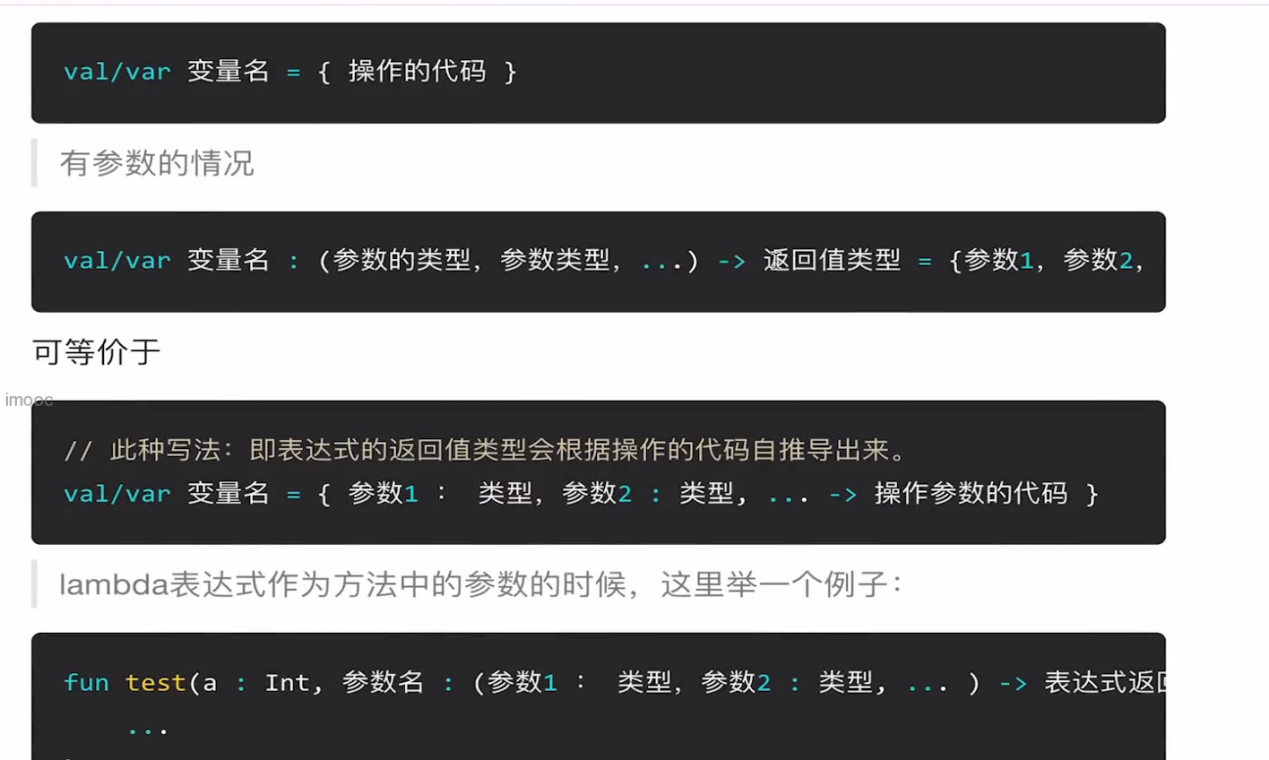 val/var 变量名 = { 操作的代码 }
有参数的情况
val/var 变量名 : (参数的类型, 参数类型, ...) -> 返回值类型 = {参数1, 参数2,
可等价于
imooc
// 此种写法：即表达式的返回值类型会根据操作的代码自推导出来。
val/var 变量名 = { 参数1 ： 类型, 参数2 : 类型, ... -> 操作参数的代码 }
lambda表达式作为方法中的参数的时候，这里举一个例子：
fun test(a : Int, 参数名 : (参数1 ： 类型, 参数2 : 类型, ... ) -> 表达式返
...